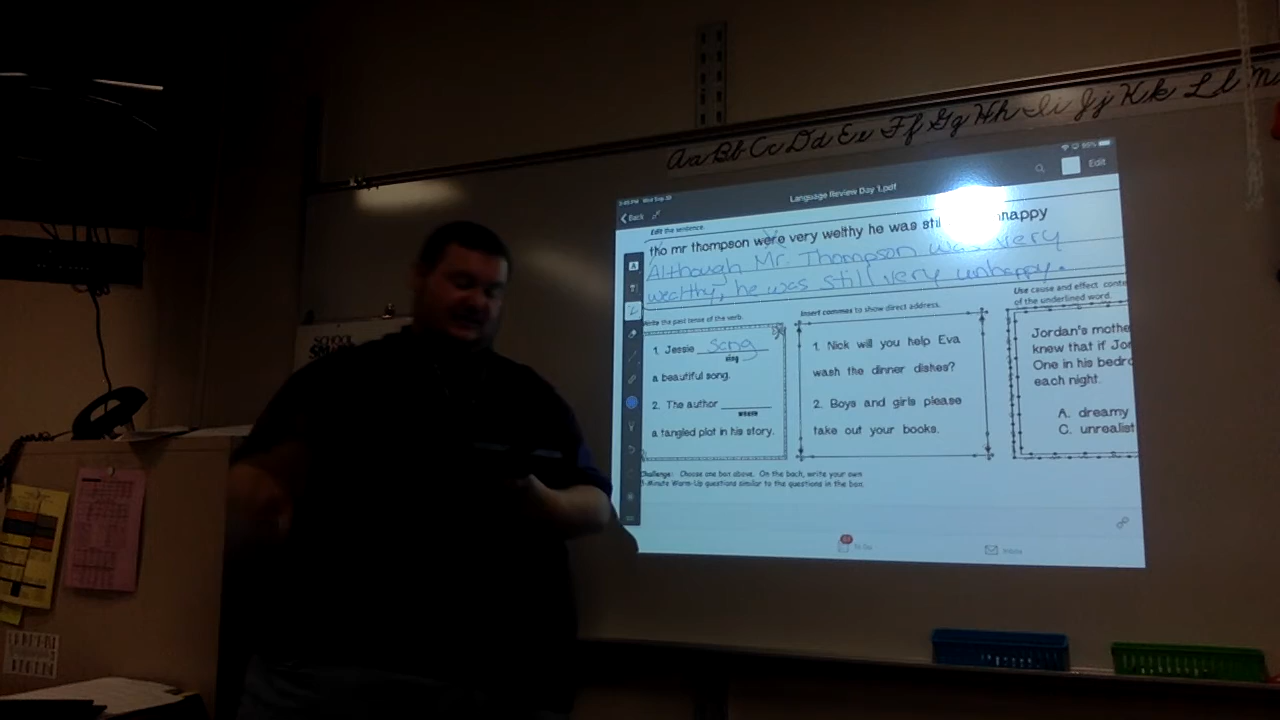 Aa Bb Cc Dd Ee Ff Gg Hh Ii Jj Kk Ll M
Language Review Day 1.pdf
Edit
Back
Edit the sentence.
tho mr thompson were very welthy he was sti nhappy
Although Mr. Thompson was very
wealthy, he was still very unhappy.
Write the past tense of the verb.
1. Jessie sang
sing
a beautiful song.
2. The author
weave
a tangled plot in his story.
Insert commas to show direct address.
1. Nick will you help Eva
wash the dinner dishes?
2. Boys and girls please
take out your books.
Use cause and effect conte
of the underlined word.
Jordan's mothe
knew that if Jor
One in his bedro
each night.
A. dreamy
C. unrealist
Challenge: Choose one box above. On the back, write your own
5-Minute Warm-Up questions similar to the questions in the box.
To Do
Inbox
SCHOOL